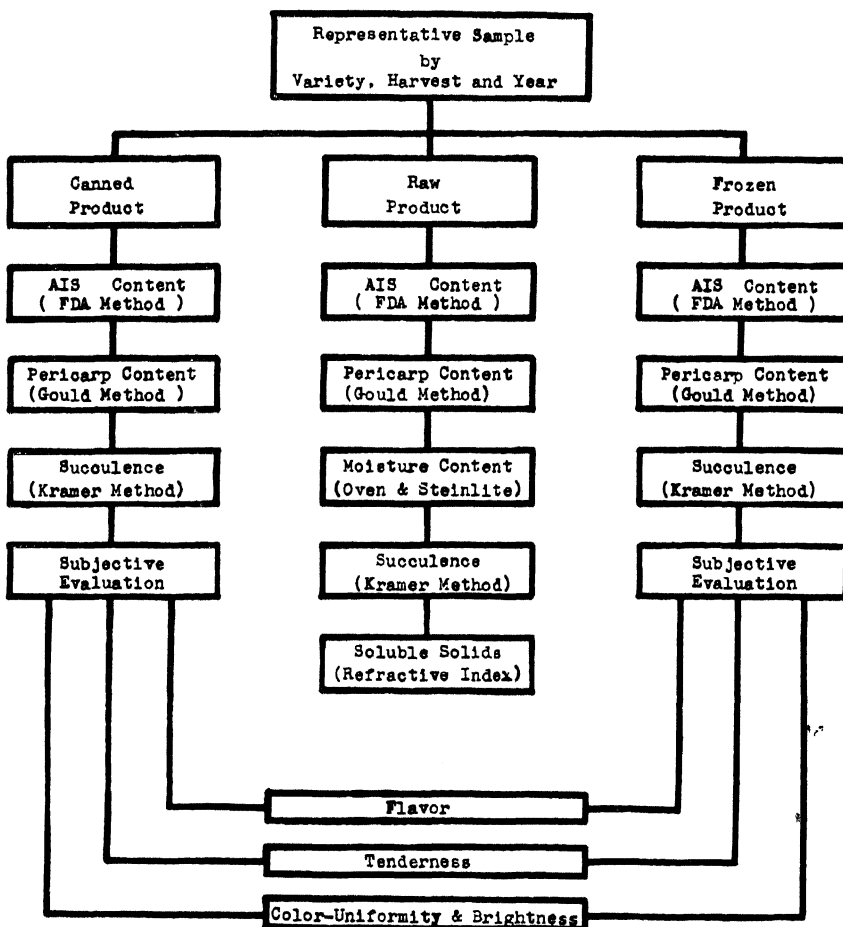 Representative Sample
by
Variety, Harvest and Year
Canned
Product
AIS Content
( FDA Method )
Pericarp Content
(Gould Method )
Succulence
(Kramer Method)
Subjective
Evaluation
Raw
Product
AIS Content
( FDA Method )
Pericarp Content
(Gould Method)
Moisture Content
(Oven & Steinlite)
Succulence
(Kramer Method)
Soluble Solids
(Refractive Index)
Frozen
Product
AIS Content
( FDA Method )
Pericarp Content
(Gould Method)
Succulence
(Kramer Method)
Subjective
Evaluation
Flavor
Tenderness
Color-Uniformity & Brightness